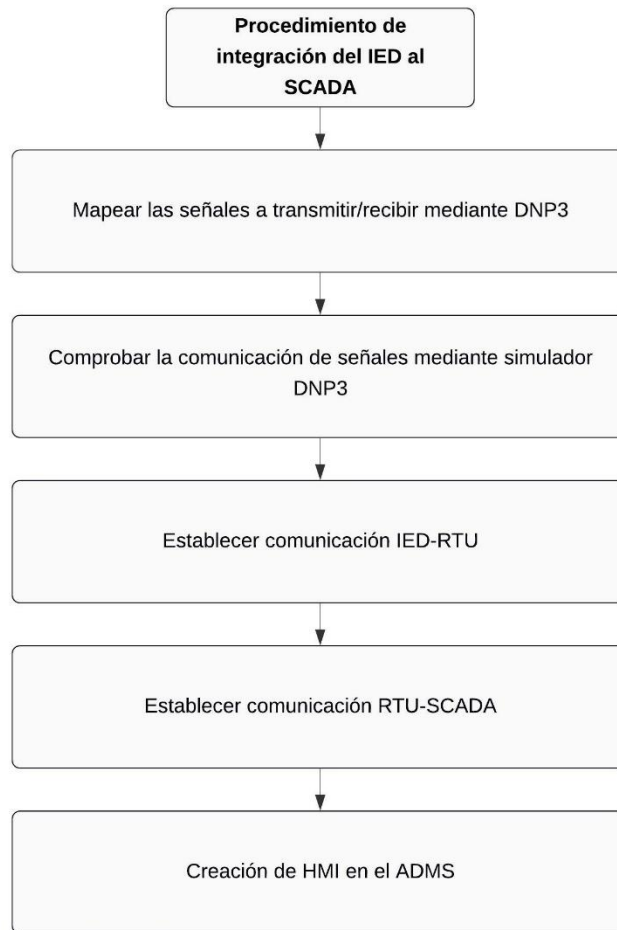 Procedimiento de
integración del IED al
SCADA
Mapear las señales a transmitir/recibir mediante DNP3
Comprobar la comunicación de señales mediante simulador
DNP3
Establecer comunicación IED-RTU
Establecer comunicación RTU-SCADA
Creación de HMI en el ADMS